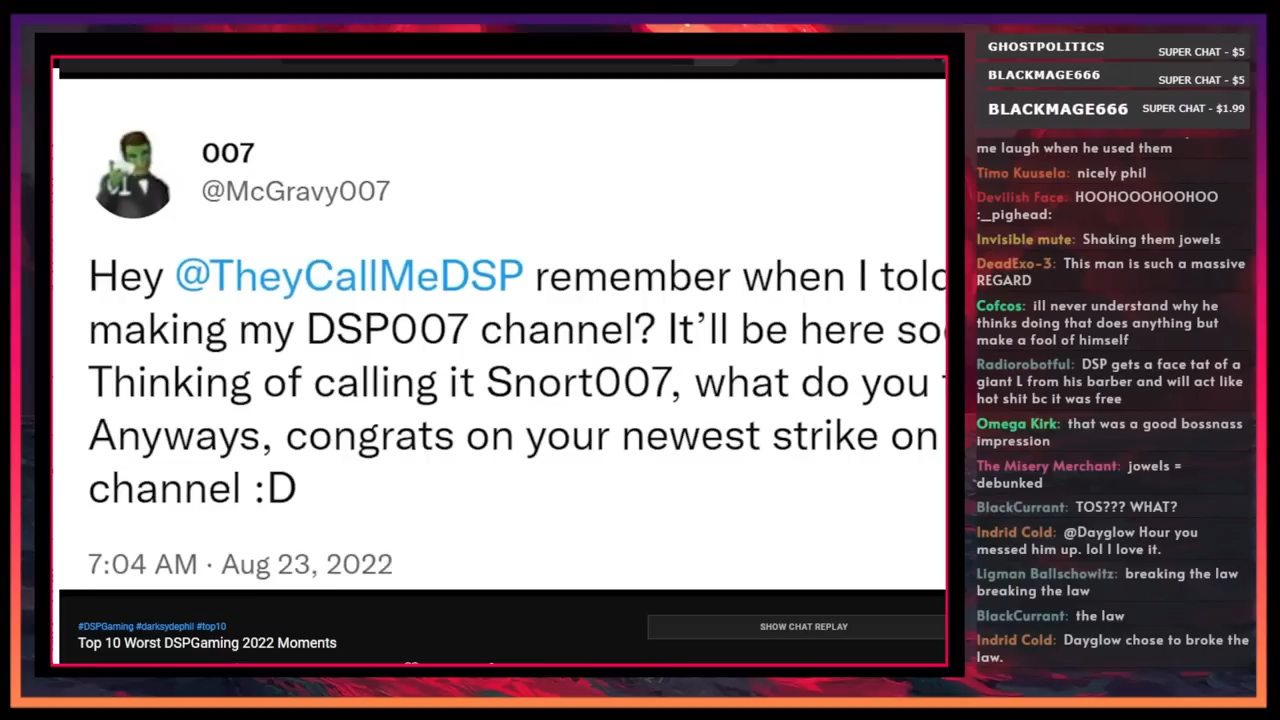 GHOSTPOLITICS SUPER CHAT - $5
BLACKMAGE666 SUPER CHAT - $5
BLACKMAGE666 SUPER CHAT - $1.99
007
@McGravy007
Hey @TheyCallMeDSP remember when I told
making my DSP007 channel? It’ll be here
Thinking of calling it Snort007, what do you
Anyways, congrats on your newest strike on
channel :D
7:04 AM · Aug 23, 2022
#DSPGaming #darksydephil #top10
Top 10 Worst DSPGaming 2022 Moments
SHOW CHAT REPLAY
me laugh when he used them
Timo Kuusela: nicely phil
Devilish Face: HOOHOOOHOOHOO
:_pighead:
Invisible mute: Shaking them jowels
DeadExo-3: This man is such a massive
REGARD
Cofcos: ill never understand why he
thinks doing that does anything but
make a fool of himself
Radiorobotful: DSP gets a face tat of a
giant L from his barber and will act like
hot shit bc it was free
Omega Kirk: that was a good bossnass
impression
The Misery Merchant: jowels =
debunked
BlackCurrant: TOS??? WHAT?
Indrid Cold: @Dayglow Hour you
messed him up. lol I love it.
Ligman Ballschowitz: breaking the law
breaking the law
BlackCurrant: the law
Indrid Cold: Dayglow chose to broke the
law.